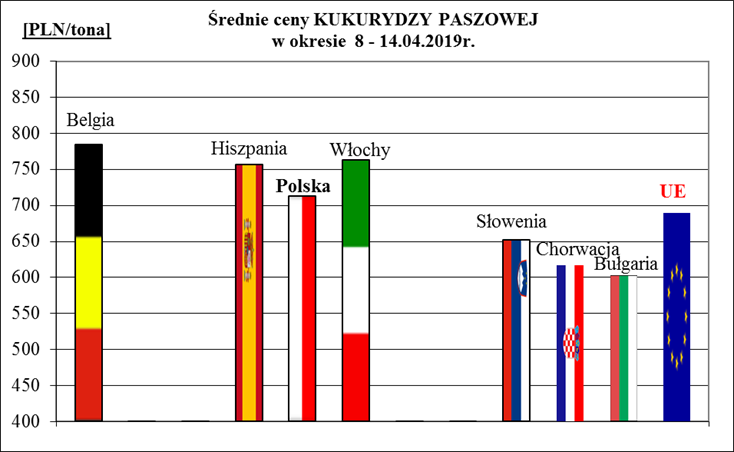 Średnie ceny KUKURYDZY PASZOWEJ
w okresie 8 - 14.04.2019r.
[PLN/tona]
900
850
800
750
700
650
600
550
500
450
400
Belgia
Hiszpania
Polska
Włochy
Słowenia
Chorwacja
Bułgaria
UE